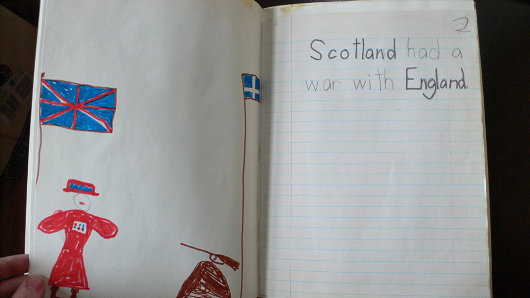 2
Scotland had a
war with England